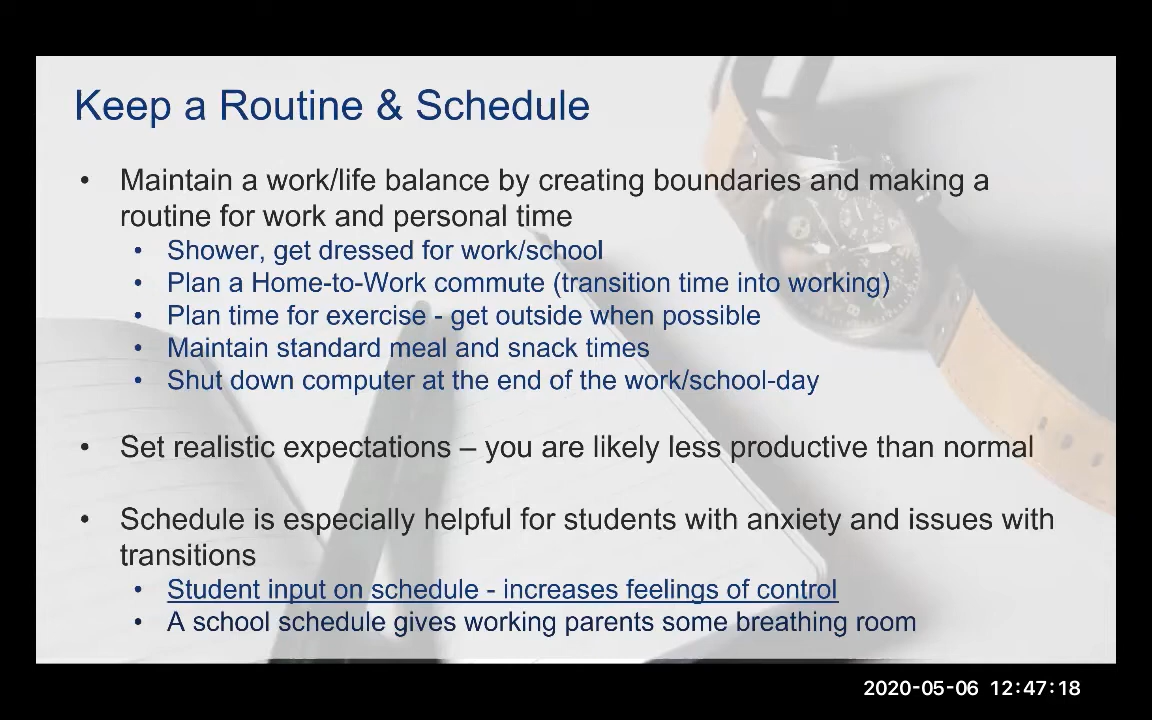 Keep a Routine & Schedule
• Maintain a work/life balance by creating boundaries and making a
routine for work and personal time
• Shower, get dressed for work/school
• Plan a Home-to-Work commute (transition time into working)
• Plan time for exercise - get outside when possible
• Maintain standard meal and snack times
• Shut down computer at the end of the work/school-day
• Set realistic expectations – you are likely less productive than normal
• Schedule is especially helpful for students with anxiety and issues with
transitions
• Student input on schedule - increases feelings of control
• A school schedule gives working parents some breathing room
2020-05-06 12:47:18